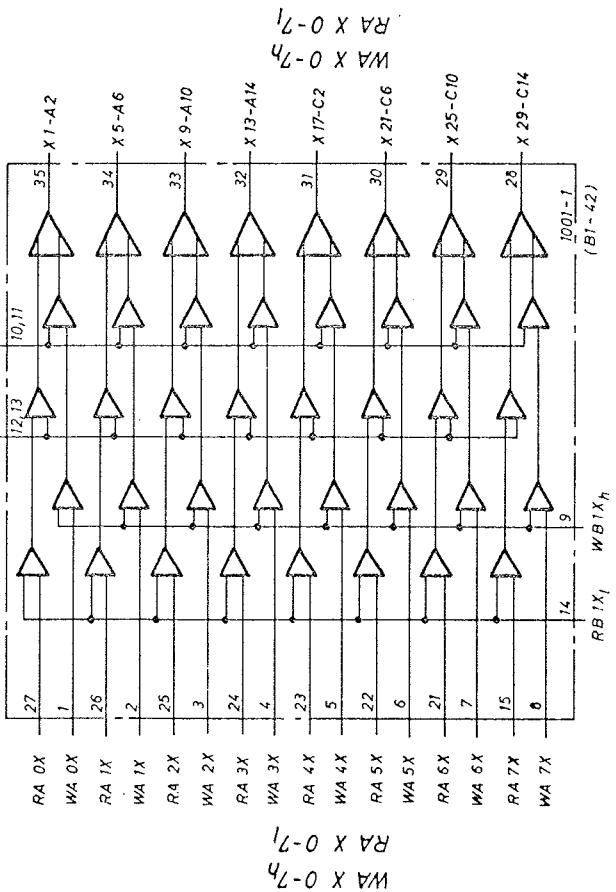 WA X 0-7h
RA X 0-7l
10,11
12,13
35
X 1-A2
34
X 5-A6
33
X 9-A10
32
X 13-A14
31
X 17-C2
30
X 21-C6
29
X 25-C10
28
X 29-C14
1001-1
(B1-42)
RA 0X
27
WA 0X
1
RA 1X
26
WA 1X
2
RA 2X
25
WA 2X
3
RA 3X
24
WA 3X
4
RA 4X
23
WA 4X
5
RA 5X
22
WA 5X
6
RA 6X
21
WA 6X
7
RA 7X
15
WA 7X
8
14
RB 1Xl
9
WB 1Xh
WA X 0-7h
RA X 0-7l